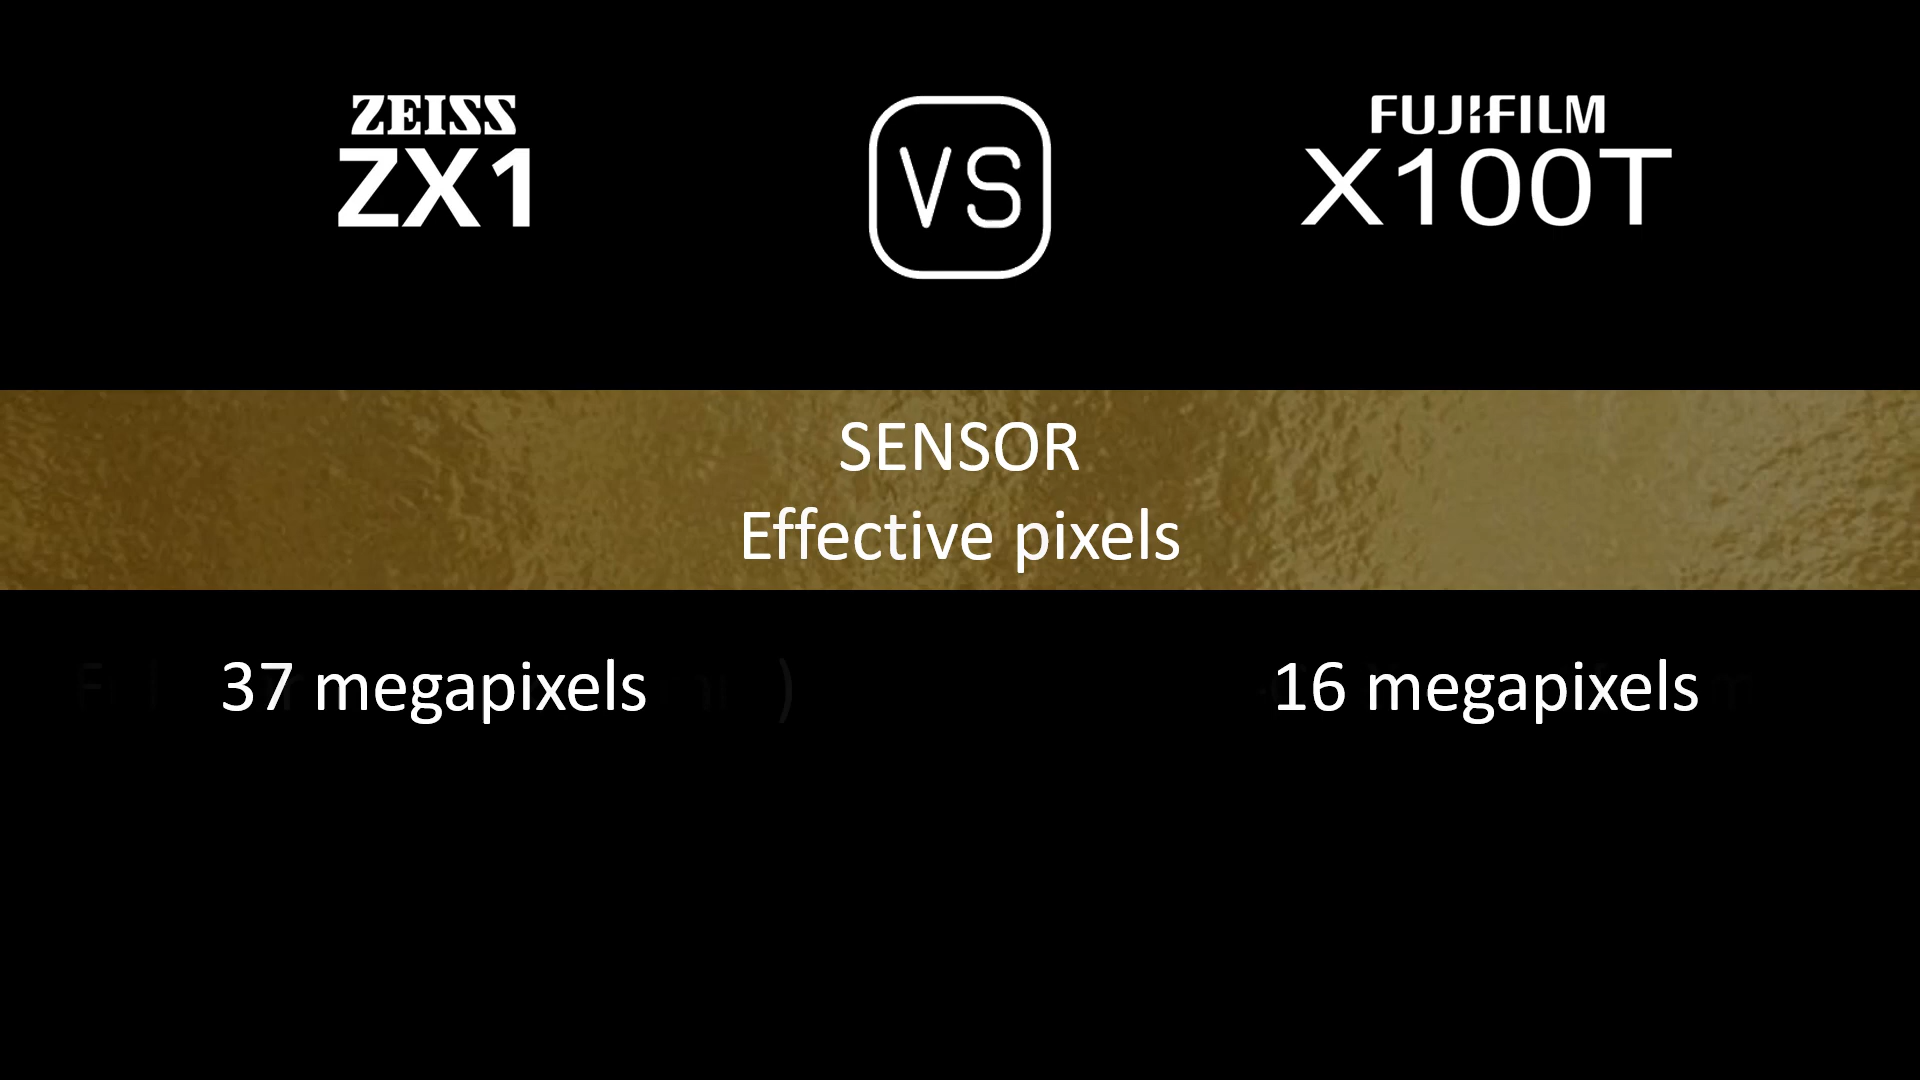 ZEISS
ZX1
VS
FUJIFILM
X100T
SENSOR
Effective pixels
37 megapixels
16 megapixels